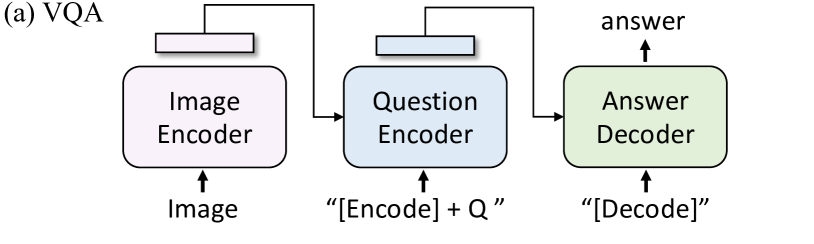 (a) VQA
answer
Image
Encoder
Question
Encoder
Answer
Decoder
Image
“[Encode] + Q ”
“[Decode]”